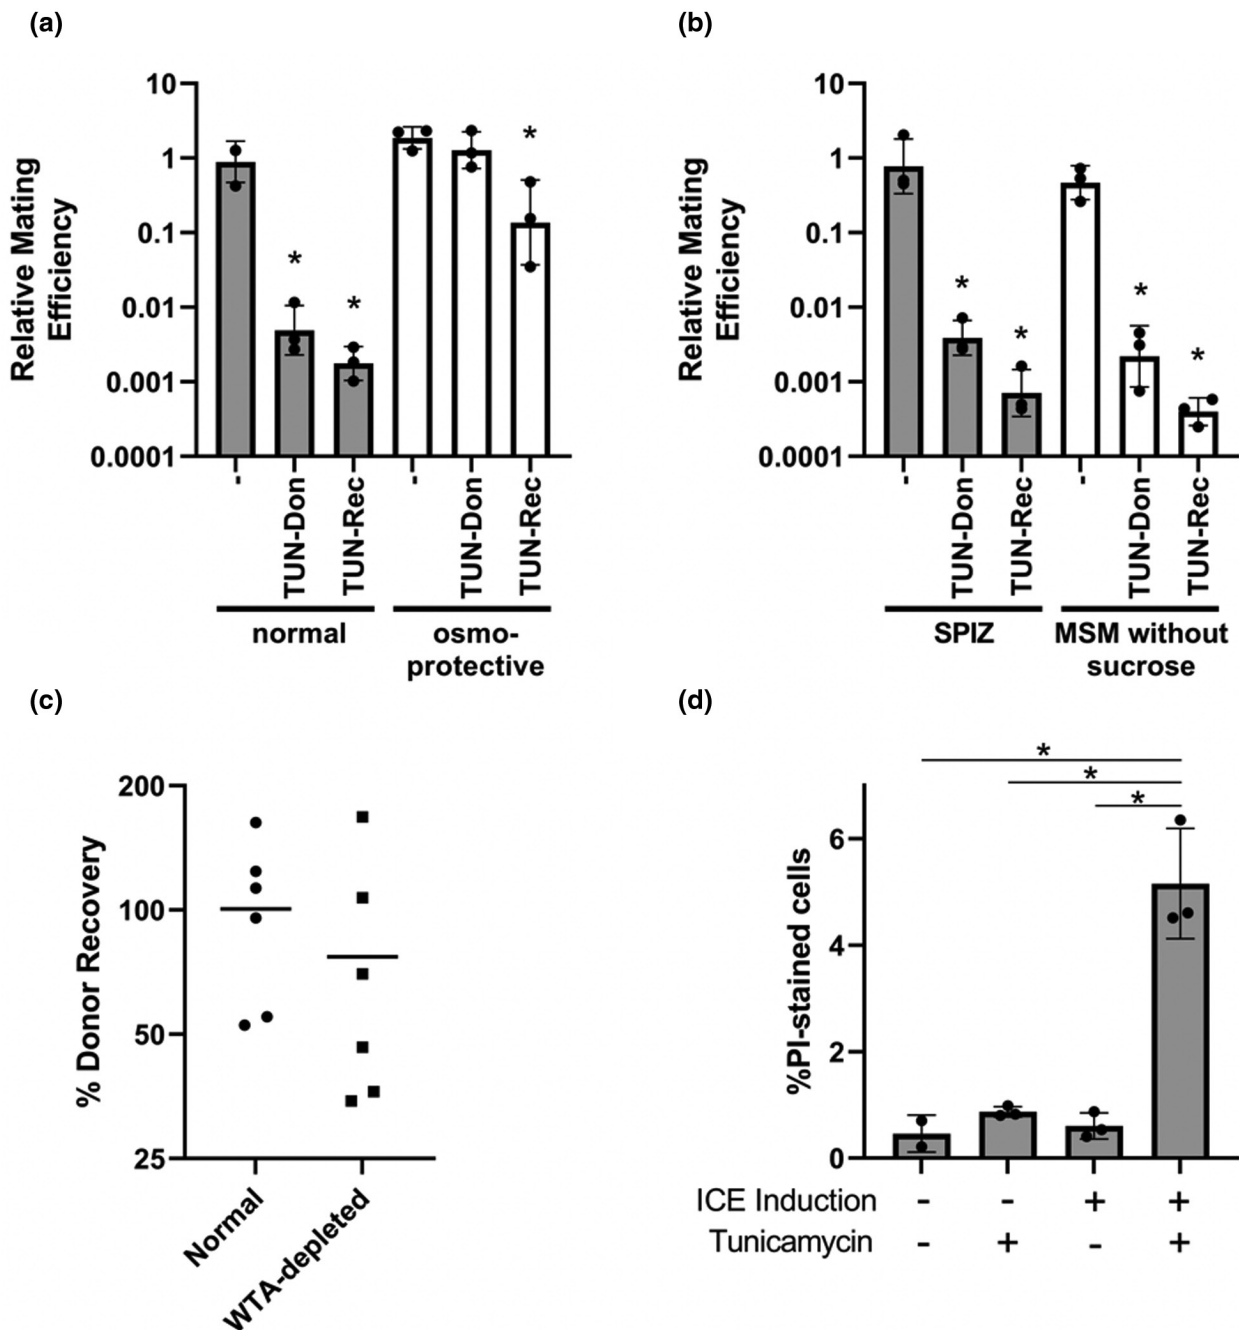 (a)
Relative Mating
Efficiency
10
1
0.1
0.01
0.001
0.0001
*
*
*
-
TUN-Don
TUN-Rec
-
TUN-Don
TUN-Rec
normal
osmo-
protective
(b)
Relative Mating
Efficiency
10
1
0.1
0.01
0.001
0.0001
*
*
*
*
-
TUN-Don
TUN-Rec
-
TUN-Don
TUN-Rec
SPIZ
MSM without
sucrose
(c)
% Donor Recovery
200
100
50
25
Normal
WTA-depleted
(d)
%PI-stained cells
6
4
2
0
*
*
*
ICE Induction - - + +
Tunicamycin - + - +